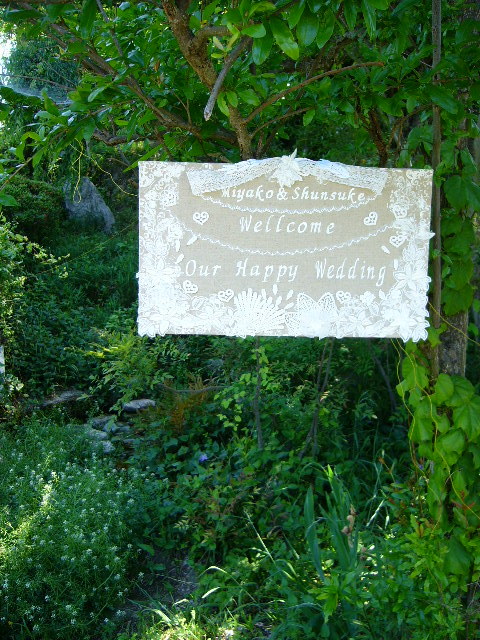 Miyako & Shunsuke
Wellcome
Our Happy Wedding